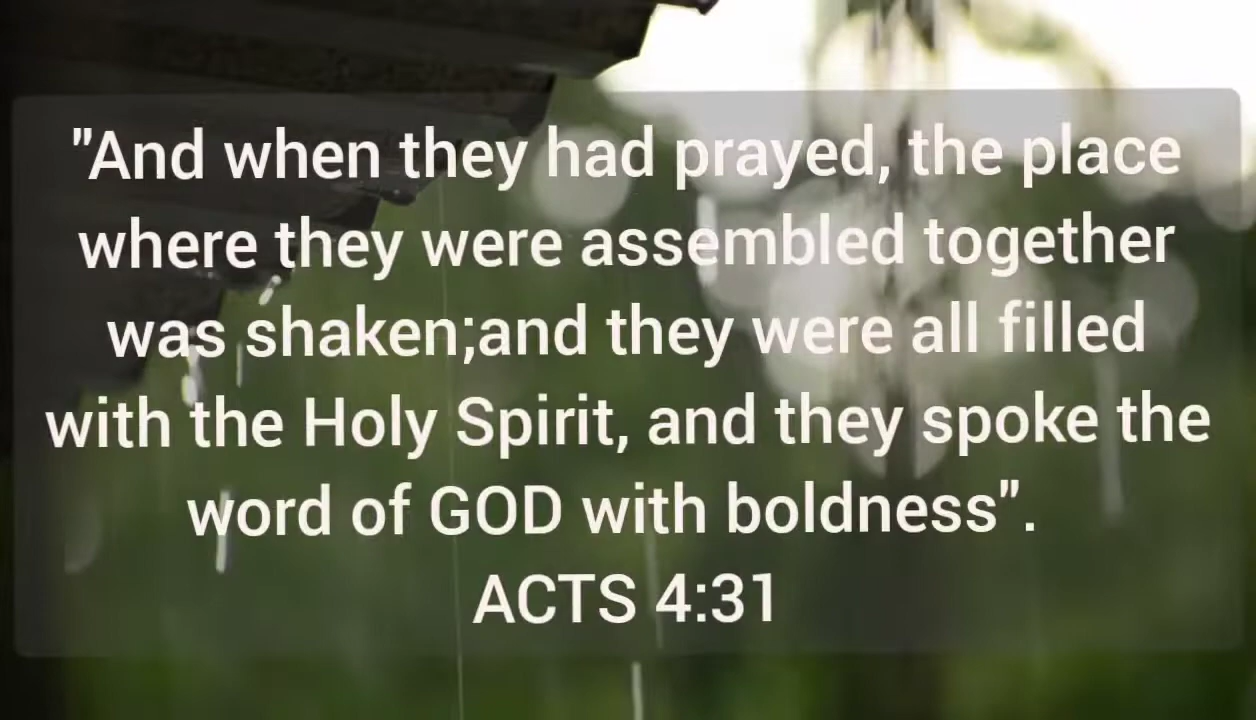 "And when they had prayed, the place
where they were assembled together
was shaken;and they were all filled
with the Holy Spirit, and they spoke the
word of GOD with boldness".
ACTS 4:31